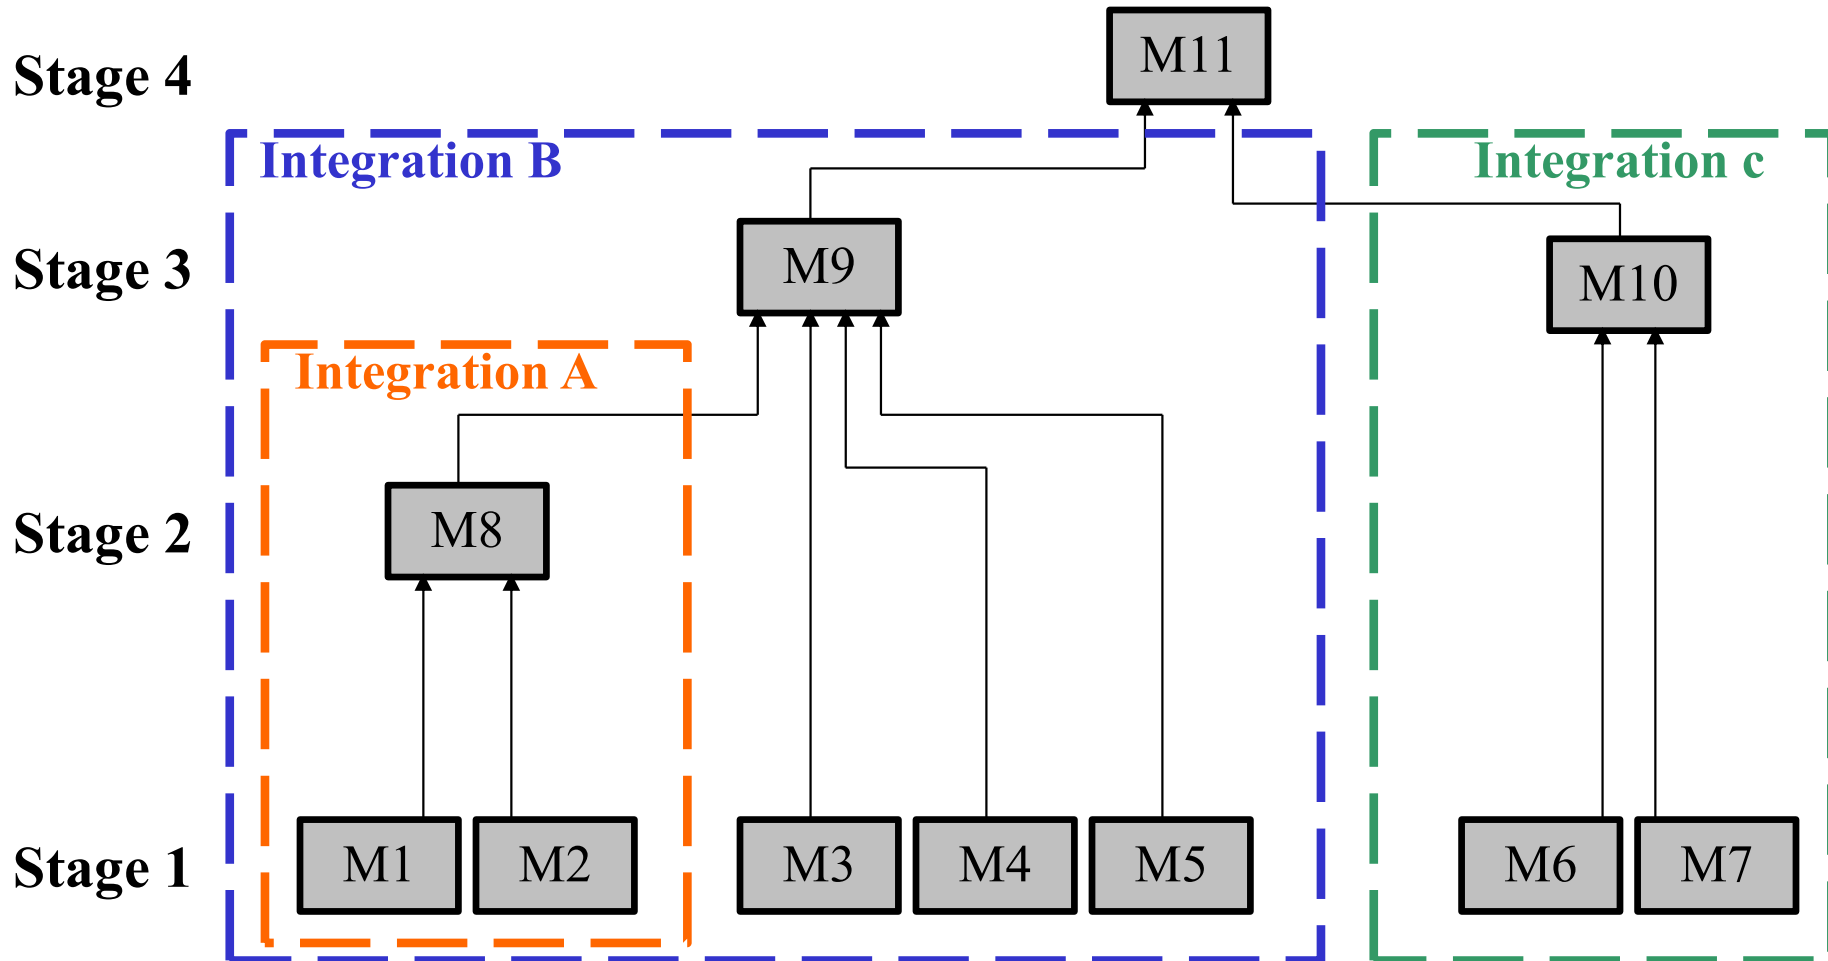 M11
Stage 4
Integration B
Integration c
Stage 3
M9
M10
Integration A
Stage 2
M8
Stage 1
M1
M2
M3
M4
M5
M6
M7